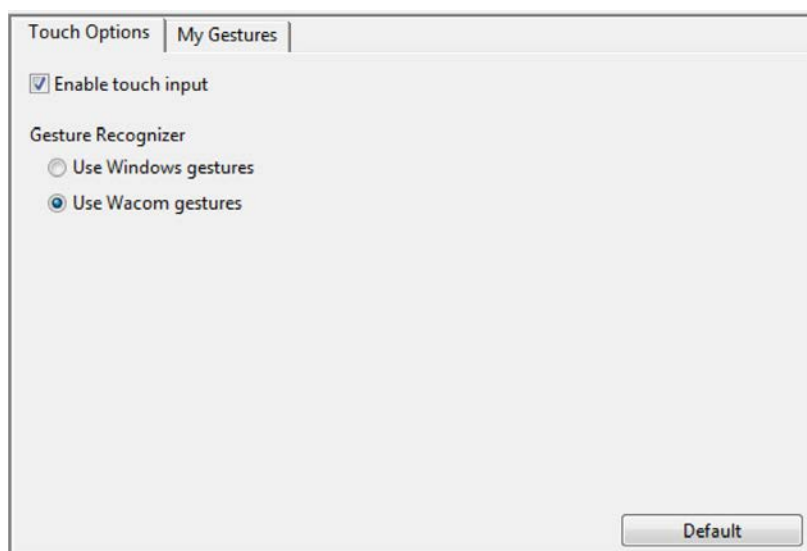 Touch Options
My Gestures
Enable touch input
Gesture Recognizer
Use Windows gestures
Use Wacom gestures
Default